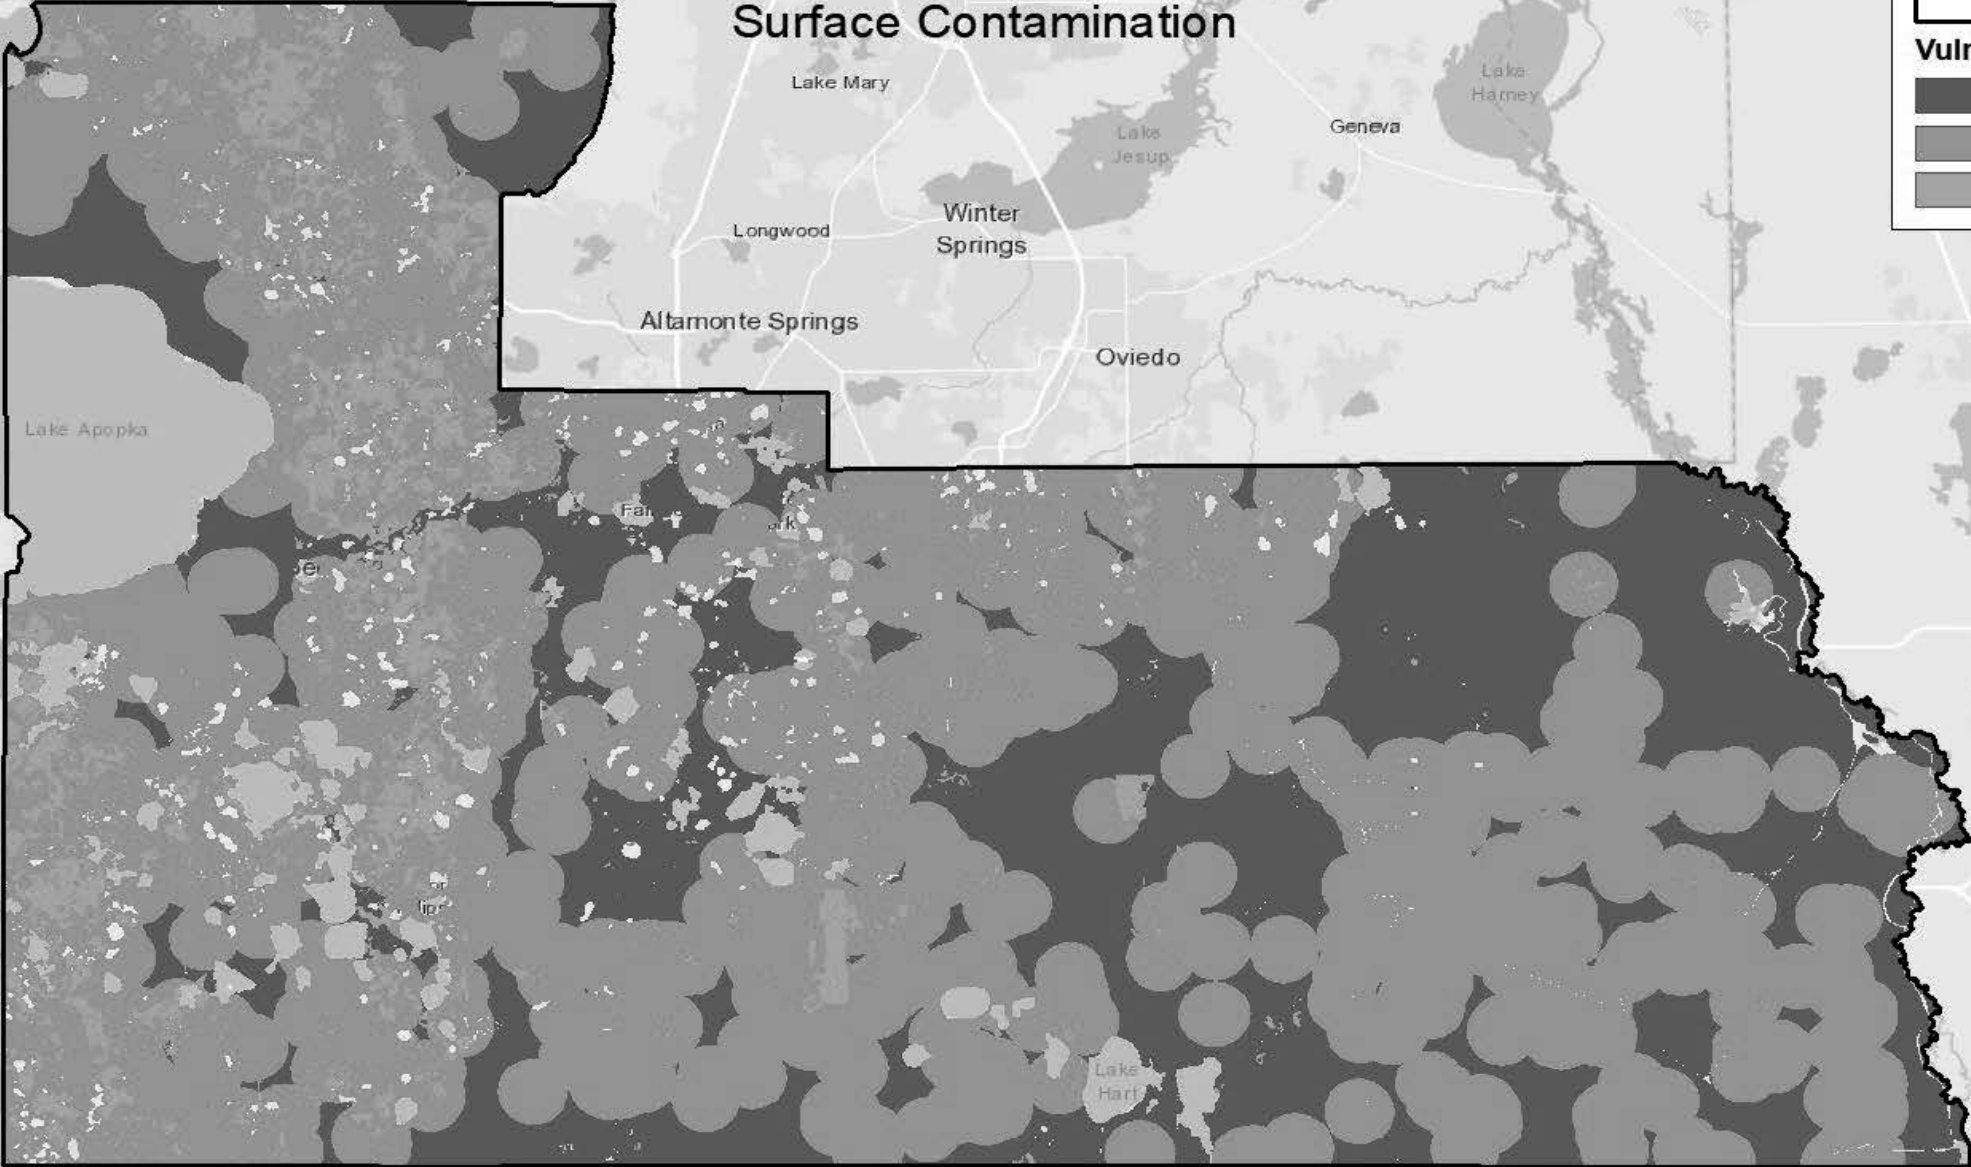 Surface Contamination
Vuln
Lake Mary
Lake
Harney
Geneva
Lake
Jesup
Winter
Springs
Longwood
Altamonte Springs
Oviedo
Lake Apopka
Lake
Hart